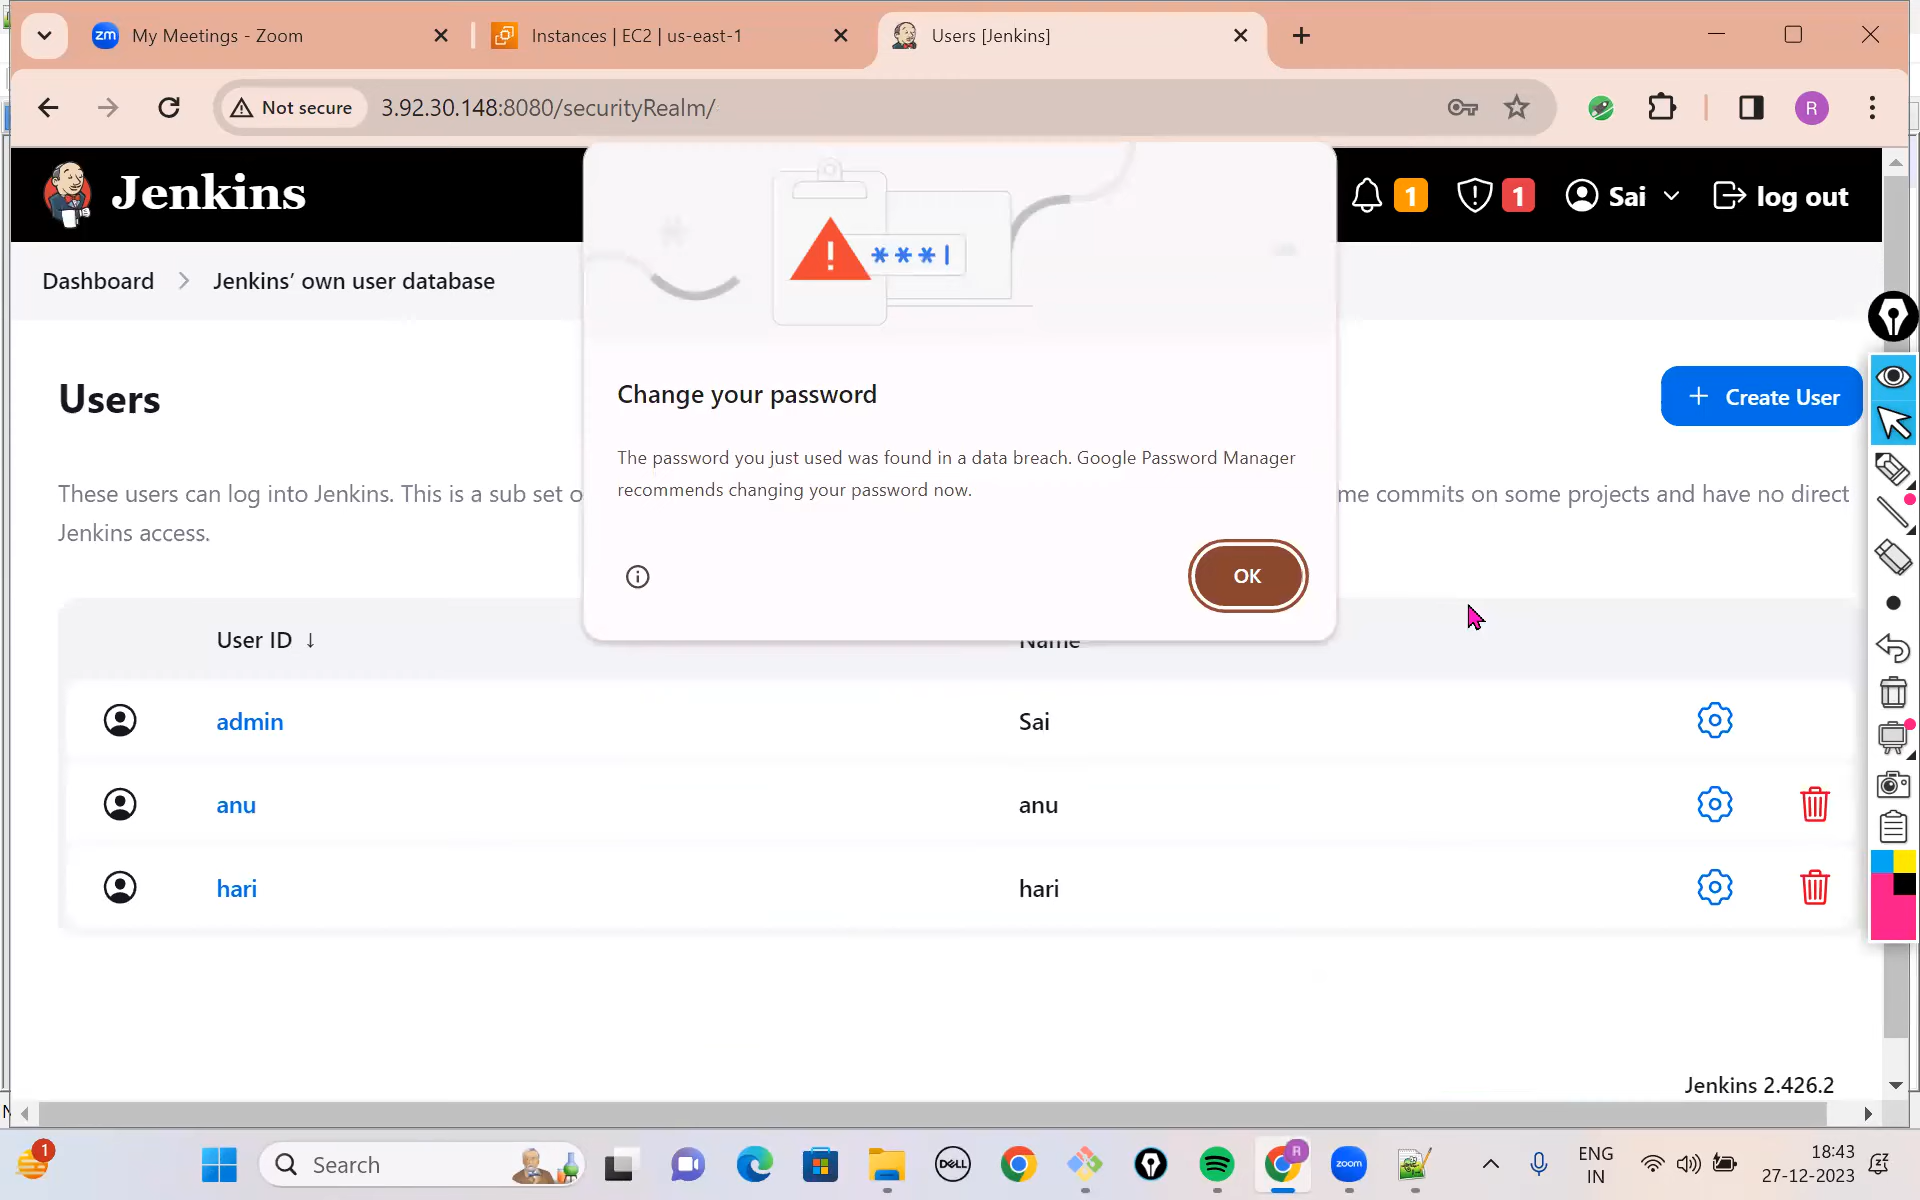 My Meetings - Zoom
Instances | EC2 | us-east-1
Users [Jenkins]
Not secure
3.92.30.148:8080/securityRealm/
R
Jenkins
1
1
Sai
log out
Dashboard
Jenkins’ own user database
***|
Change your password
The password you just used was found in a data breach. Google Password Manager
recommends changing your password now.
OK
Users
+ Create User
These users can log into Jenkins. This is a sub set o
me commits on some projects and have no direct
Jenkins access.
User ID ↓
Name
admin
Sai
anu
anu
hari
hari
Jenkins 2.426.2
1
Search
DELL
R
zoom
ENG
IN
18:43
27-12-2023
zm